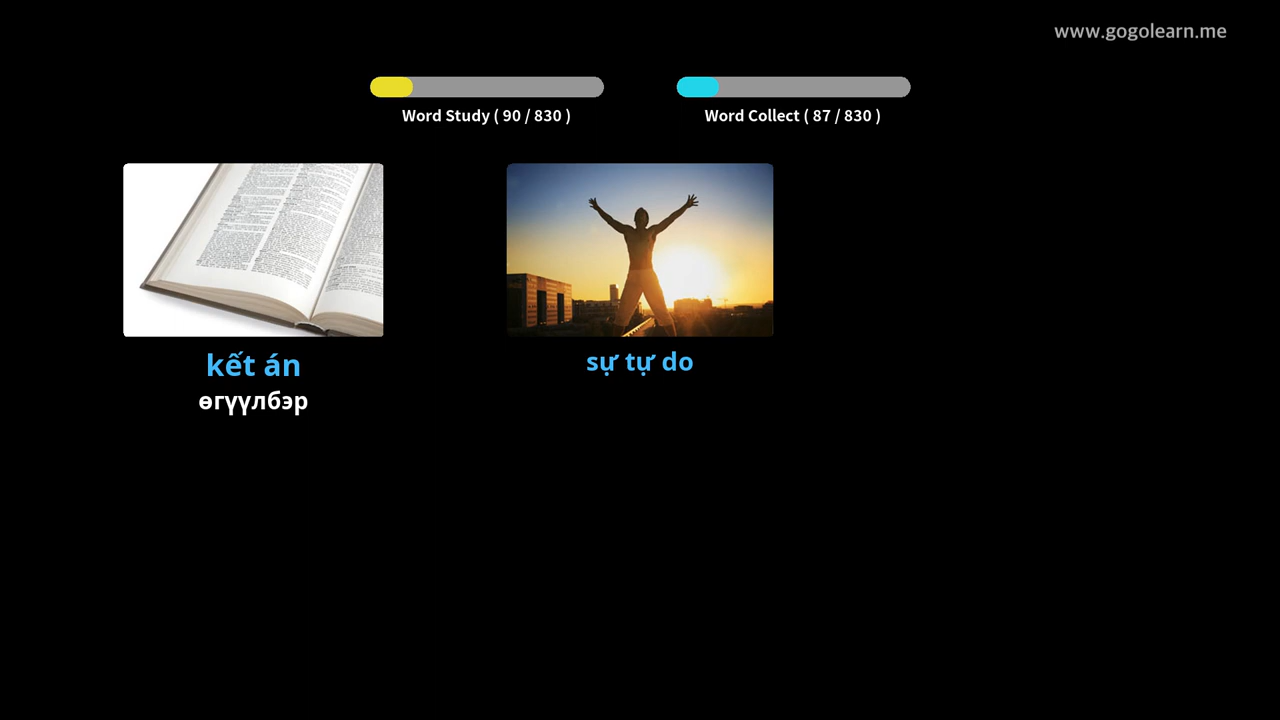 www.gogolearn.me
Word Study ( 90 / 830 )
Word Collect ( 87 / 830 )
kết án
өгүүлбэр
sự tự do